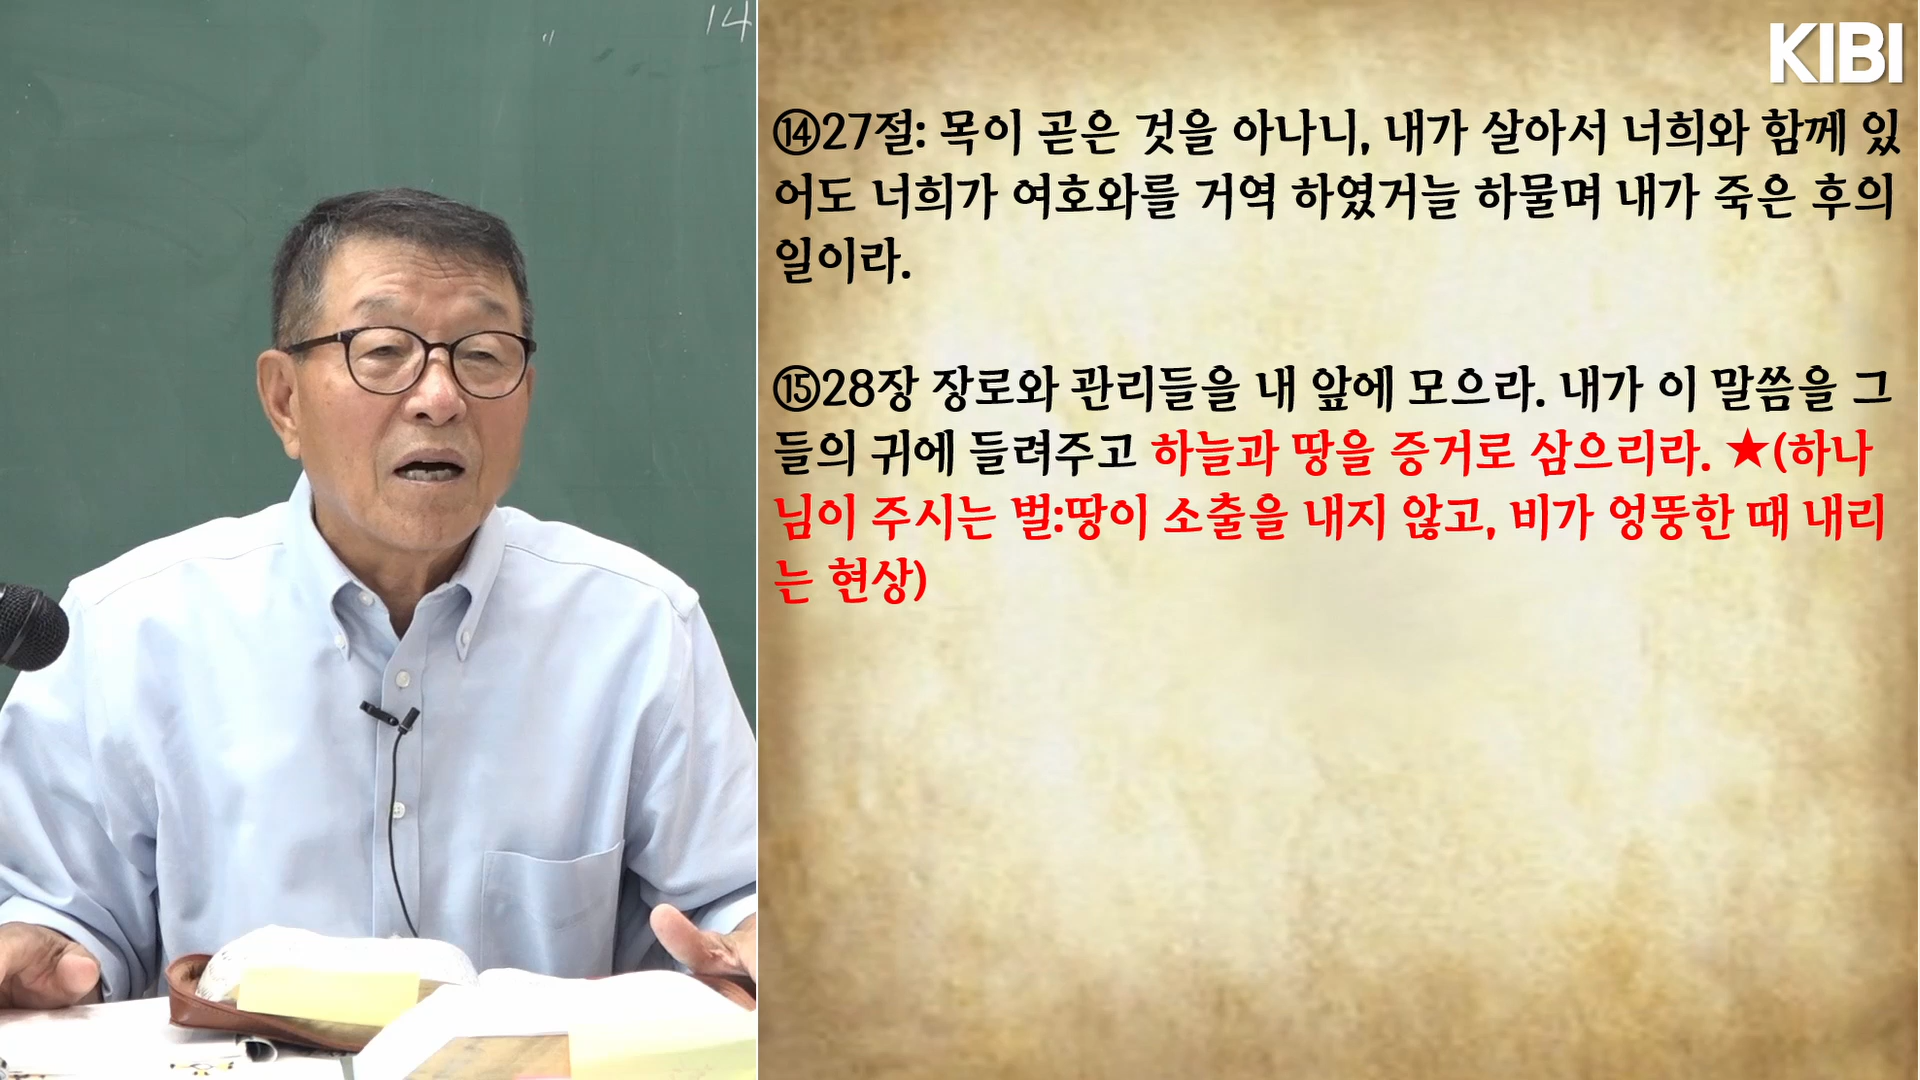 14
KIBI
⑭27절: 목이 곧은 것을 아나니, 내가 살아서 너희와 함께 있
어도 너희가 여호와를 거역 하였거늘 하물며 내가 죽은 후의
일이라.
⑮28장 장로와 관리들을 내 앞에 모으라. 내가 이 말씀을 그
들의 귀에 들려주고 하늘과 땅을 증거로 삼으리라. ★(하나
님이 주시는 벌:땅이 소출을 내지 않고, 비가 엉뚱한 때 내리
는 현상)